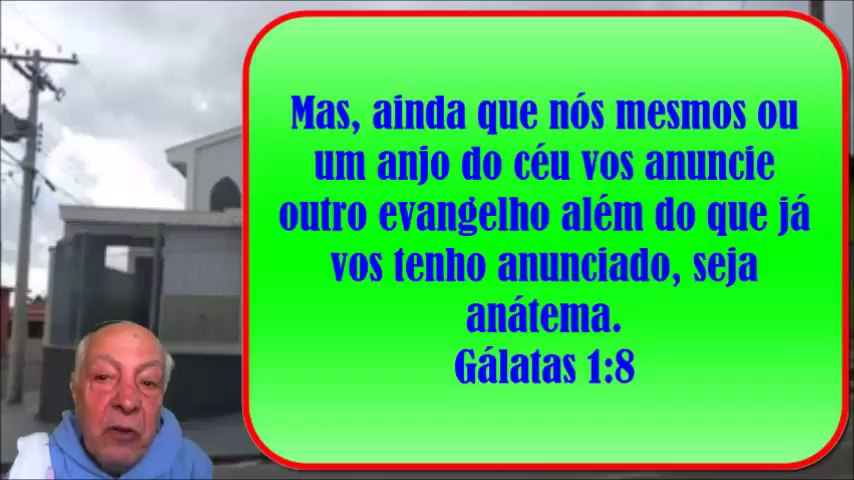 Mas, ainda que nós mesmos ou
um anjo do céu vos anuncie
outro evangelho além do que já
vos tenho anunciado, seja
anátema.
Gálatas 1:8